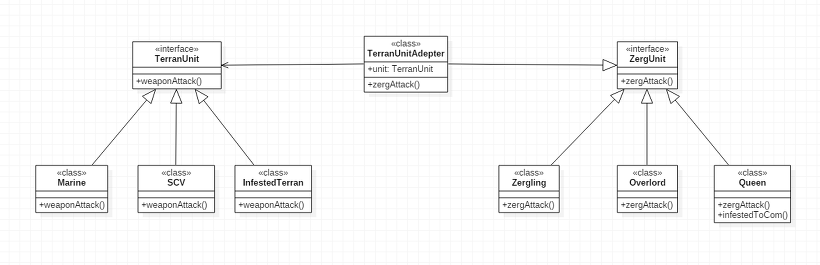 «interface»
TerranUnit
+weaponAttack()
«class»
TerranUnitAdepter
+unit: TerranUnit
+zergAttack()
«interface»
ZergUnit
+zergAttack()
«class»
Marine
+weaponAttack()
«class»
SCV
+weaponAttack()
«class»
InfestedTerran
+weaponAttack()
«class»
Zergling
+zergAttack()
«class»
Overlord
+zergAttack()
«class»
Queen
+zergAttack()
+infestedToCom()